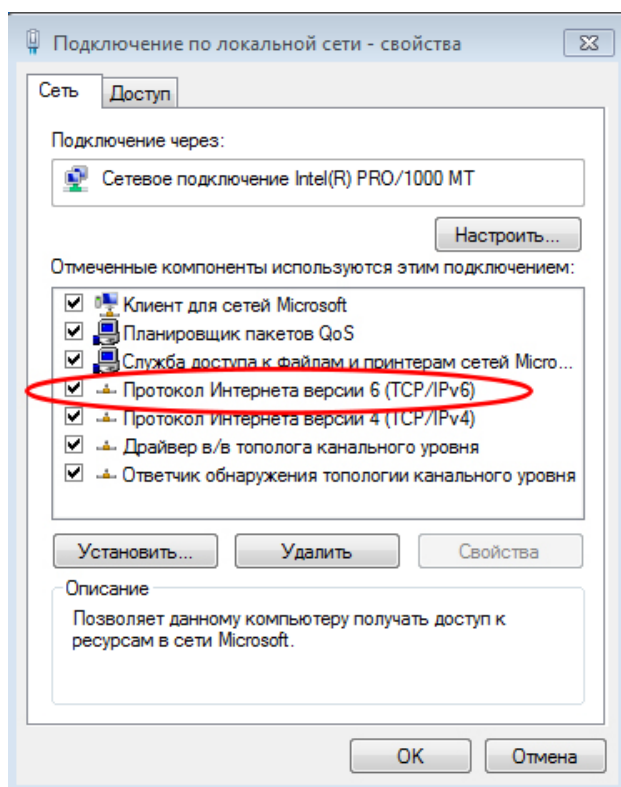 Подключение по локальной сети - свойства
Сеть
Доступ
Подключение через:
Сетевое подключение Intel(R) PRO/1000 MT
Настроить...
Отмеченные компоненты используются этим подключением:
Клиент для сетей Microsoft
Планировщик пакетов QoS
Служба доступа к файлам и принтерам сетей Micro...
Протокол Интернета версии 6 (TCP/IPv6)
Протокол Интернета версии 4 (TCP/IPv4)
Драйвер в/в тополога канального уровня
Ответчик обнаружения топологии канального уровня
Установить...
Удалить
Свойства
Описание
Позволяет данному компьютеру получать доступ к
ресурсам в сети Microsoft.
ОК
Отмена